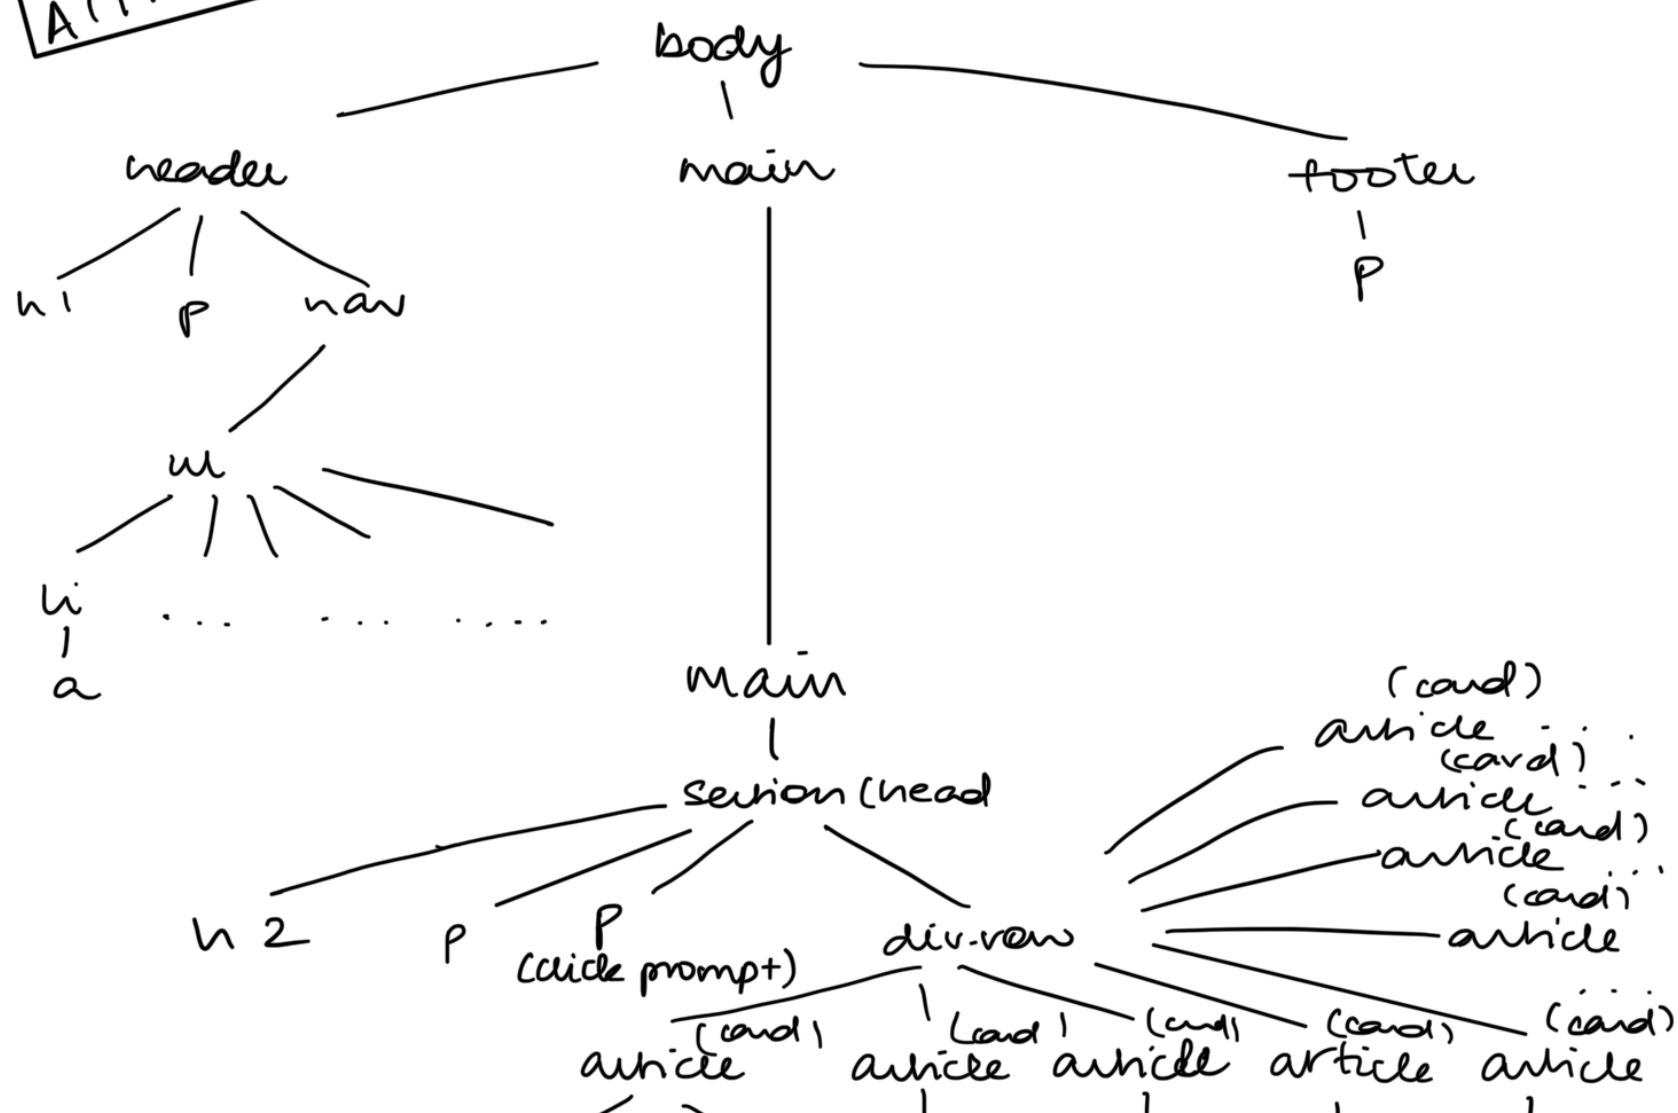 body
header main footer
h1 p nav p
ul
li . . . . . . . . . .
a
main
(card)
article . . .
(card)
section (head article . . .
(card)
article . . .
(card)
h2 p p div.row article
(click prompt) . . .
(card) (card) (card) (card) (card)
article article article article article